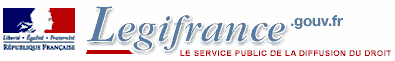 Legifrance.gouv.fr
Liberté • Égalité • Fraternité
RÉPUBLIQUE FRANÇAISE
LE SERVICE PUBLIC DE LA DIFFUSION DU DROIT